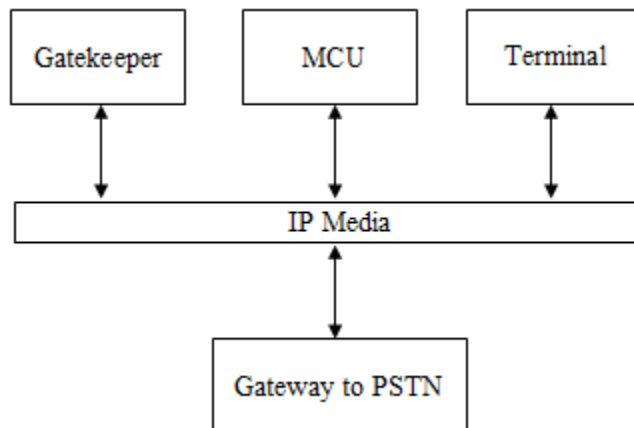 Gatekeeper
MCU
Terminal
IP Media
Gateway to PSTN